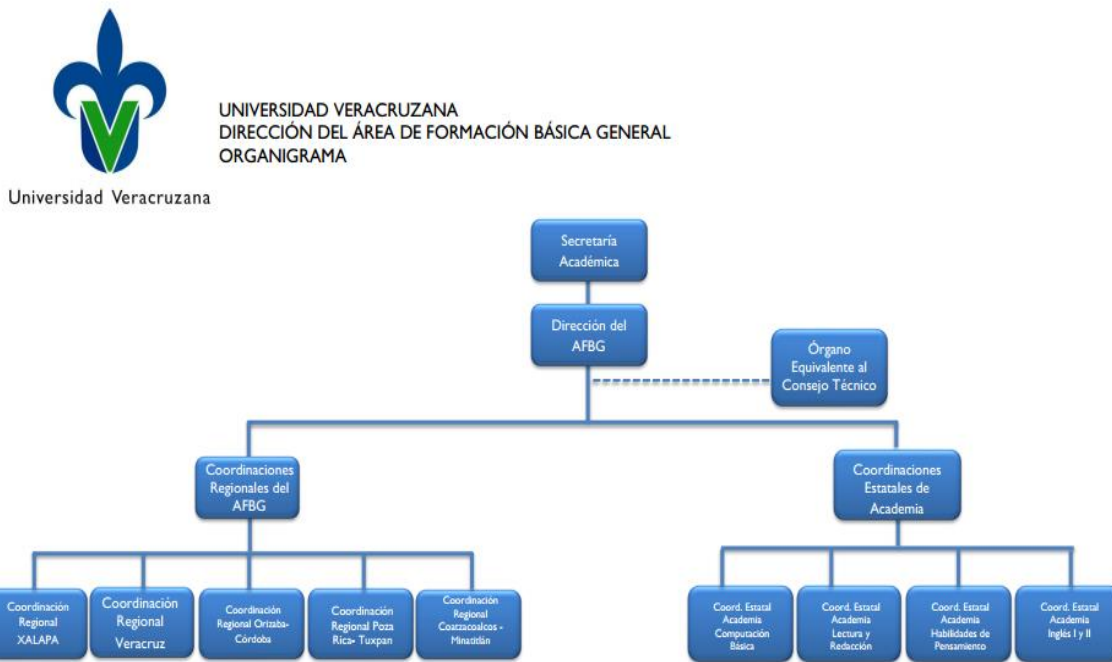 UNIVERSIDAD VERACRUZANA
DIRECCIÓN DEL ÁREA DE FORMACIÓN BÁSICA GENERAL
ORGANIGRAMA
Universidad Veracruzana
Secretaría
Académica
Dirección del
AFBG
Órgano
Equivalente al
Consejo Técnico
Coordinaciones
Regionales del
AFBG
Coordinaciones
Estatales de
Academia
Coordinación
Regional
XALAPA
Coordinación
Regional
Veracruz
Coordinación
Regional Orizaba-
Córdoba
Coordinación
Regional Poza
Rica- Tuxpan
Coordinación
Regional
Coatzacoalcos -
Minatitlán
Coord. Estatal
Academia
Computación
Básica
Coord. Estatal
Academia
Lectura y
Redacción
Coord. Estatal
Academia
Habilidades de
Pensamiento
Coord. Estatal
Academia
Inglés I y II